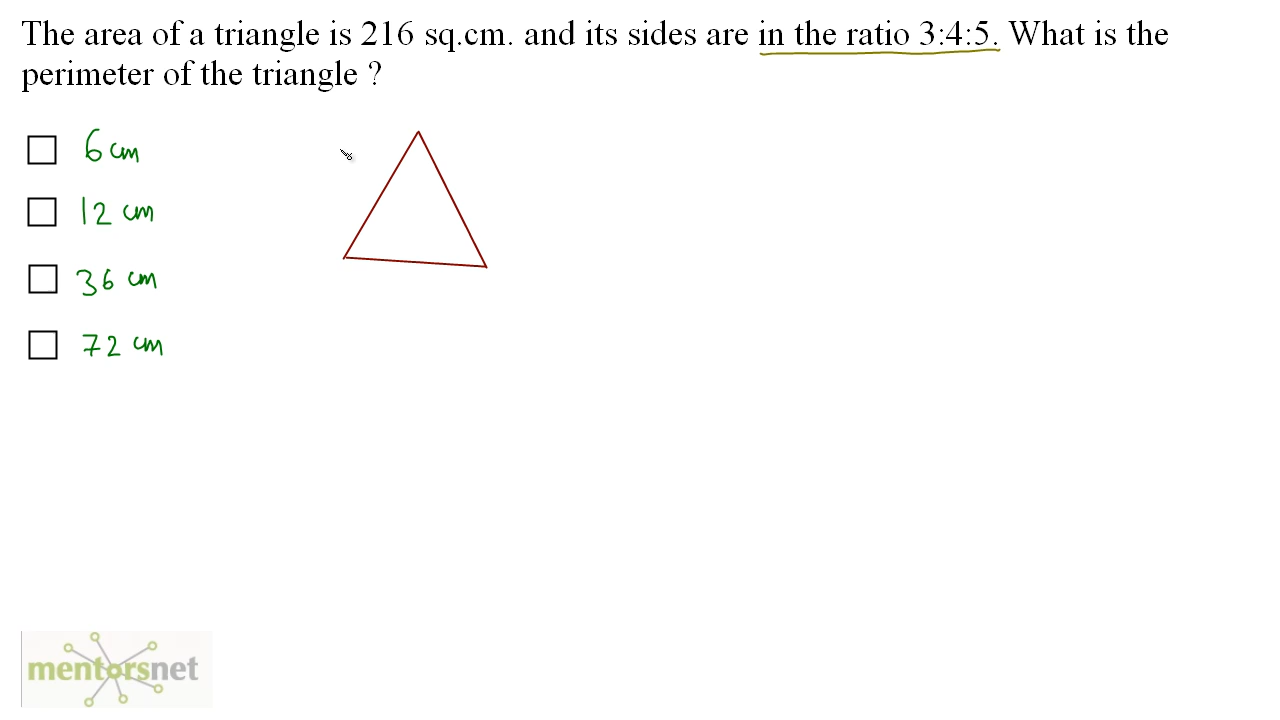 The area of a triangle is 216 sq.cm. and its sides are in the ratio 3:4:5. What is the
perimeter of the triangle ?
6 cm
12 cm
36 cm
72 cm
mentorsnet